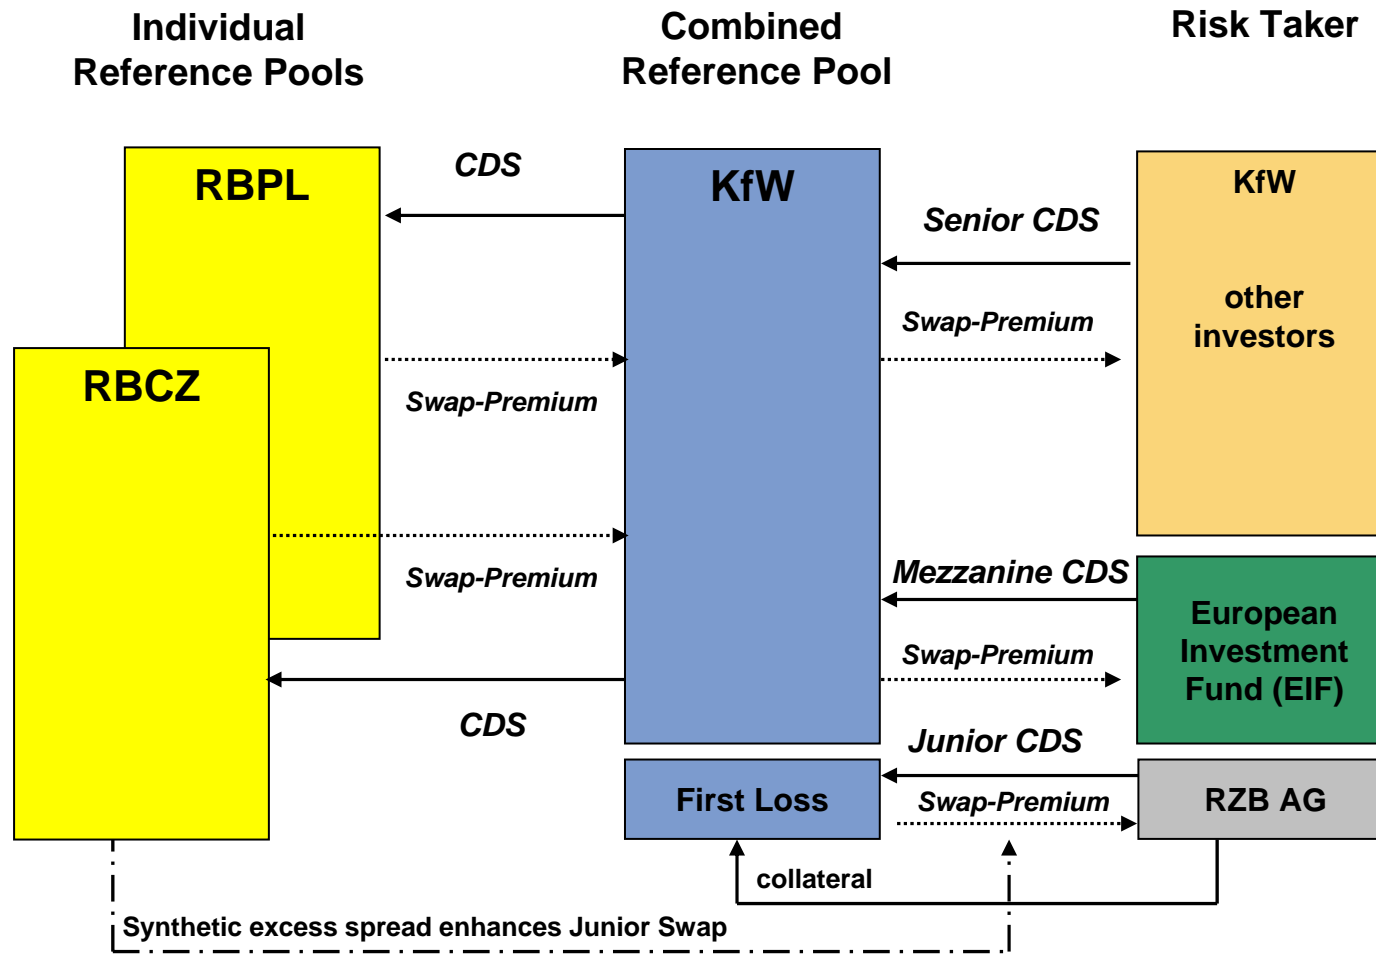 Individual
Reference Pools
Combined
Reference Pool
Risk Taker
RBPL
CDS
KfW
Senior CDS
KfW
other
investors
Swap-Premium
RBCZ
Swap-Premium
Swap-Premium
Mezzanine CDS
European
Investment
Fund (EIF)
Swap-Premium
CDS
Junior CDS
First Loss
Swap-Premium
RZB AG
collateral
Synthetic excess spread enhances Junior Swap